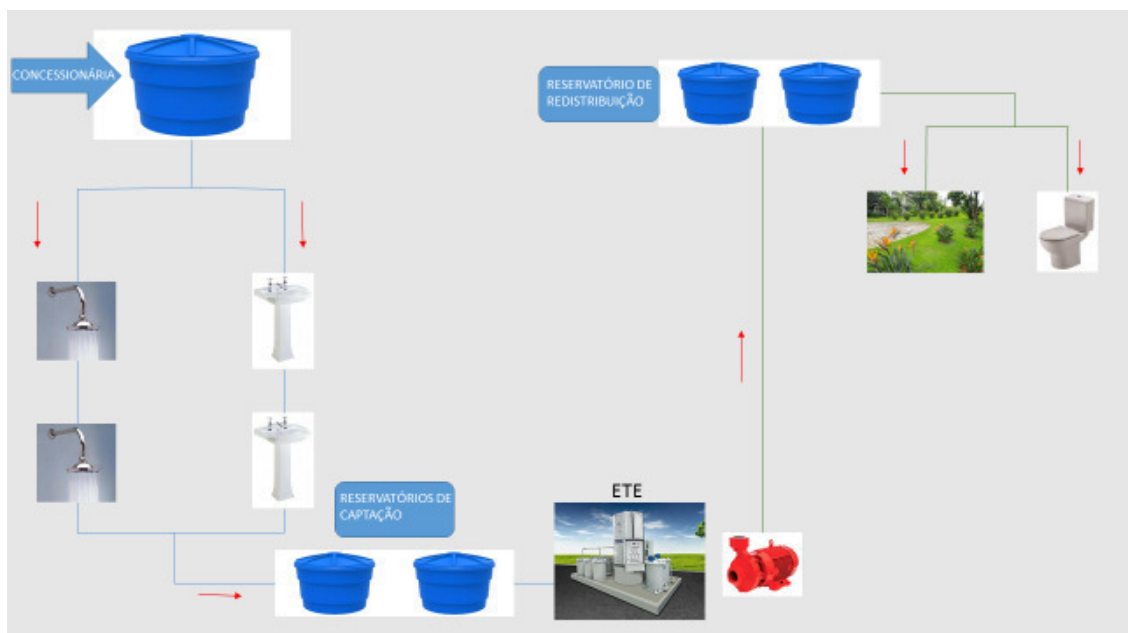 CONCESSIONÁRIA
RESERVATÓRIO DE
REDISTRIBUIÇÃO
RESERVATÓRIOS DE
CAPTAÇÃO
ETE